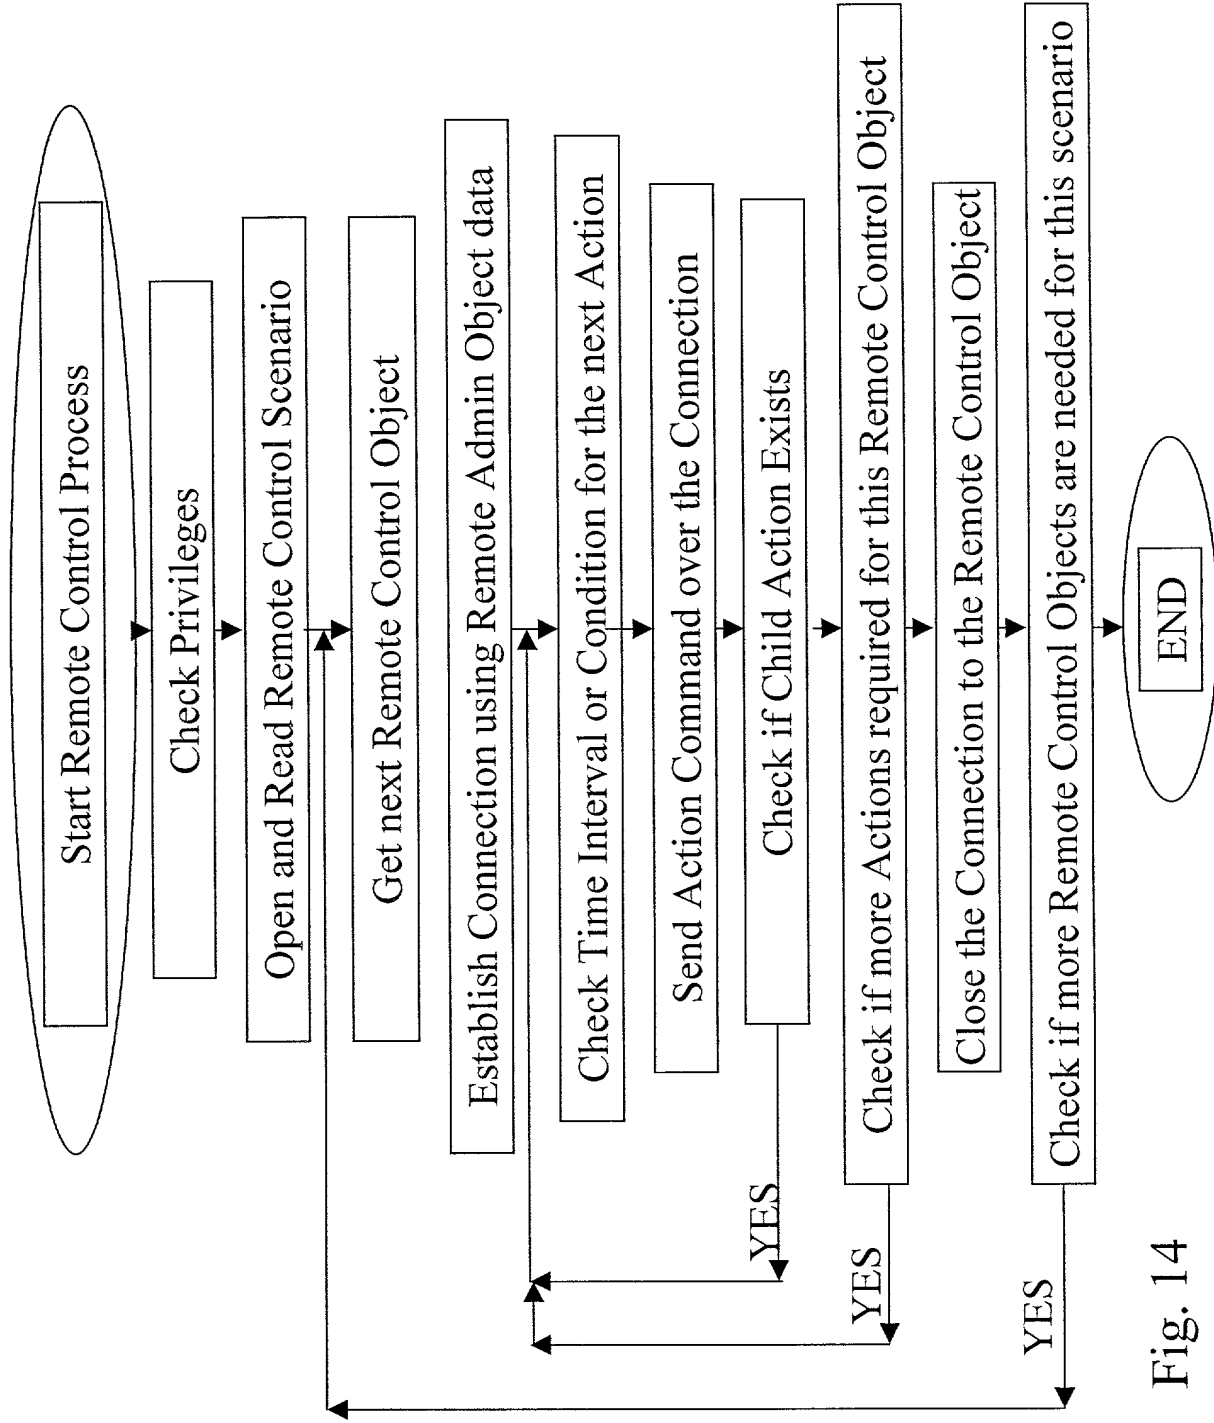 Start Remote Control Process
Check Privileges
Open and Read Remote Control Scenario
Get next Remote Control Object
Establish Connection using Remote Admin Object data
Check Time Interval or Condition for the next Action
Send Action Command over the Connection
Check if Child Action Exists
YES
Check if more Actions required for this Remote Control Object
YES
Close the Connection to the Remote Control Object
Check if more Remote Control Objects are needed for this scenario
YES
END
Fig. 14